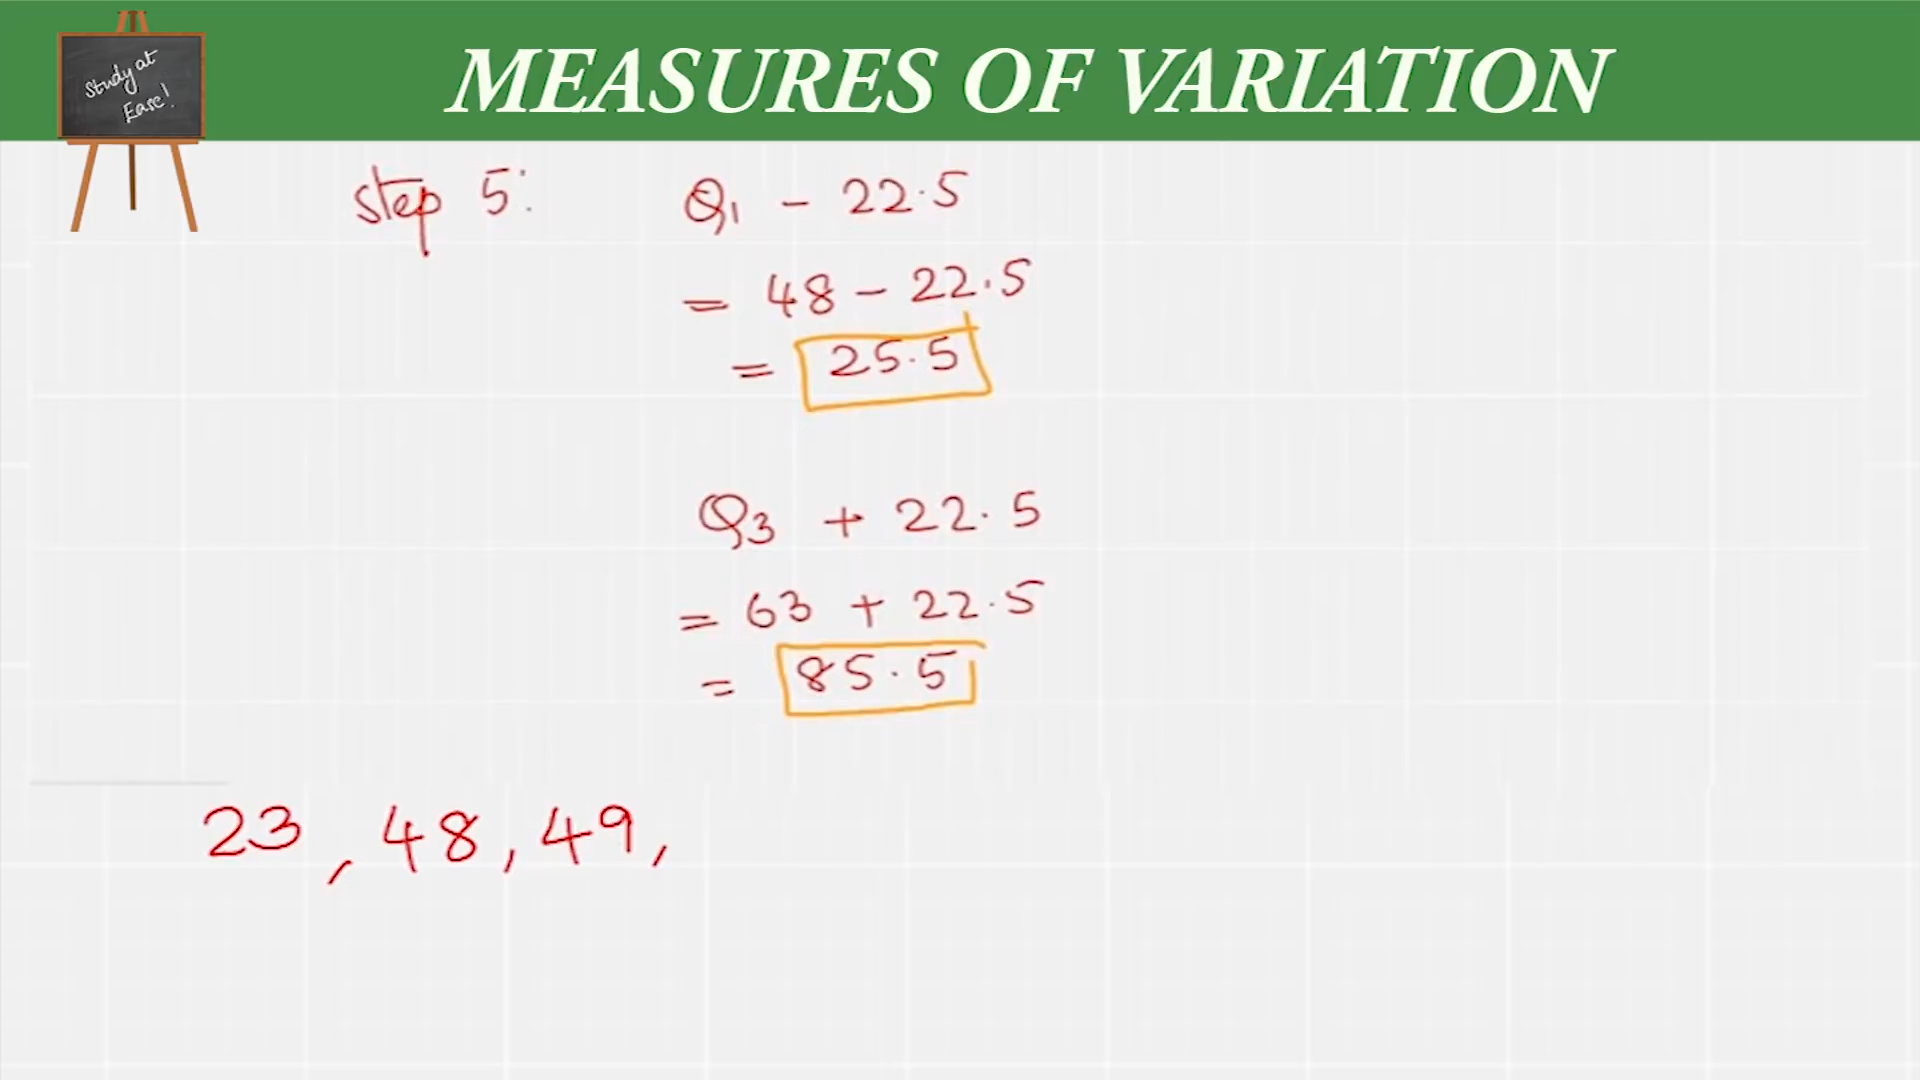 Study at
Ease!
MEASURES OF VARIATION
Step 5: Q1 - 22.5
= 48 - 22.5
= 25.5
Q3 + 22.5
= 63 + 22.5
= 85.5
23, 48, 49,